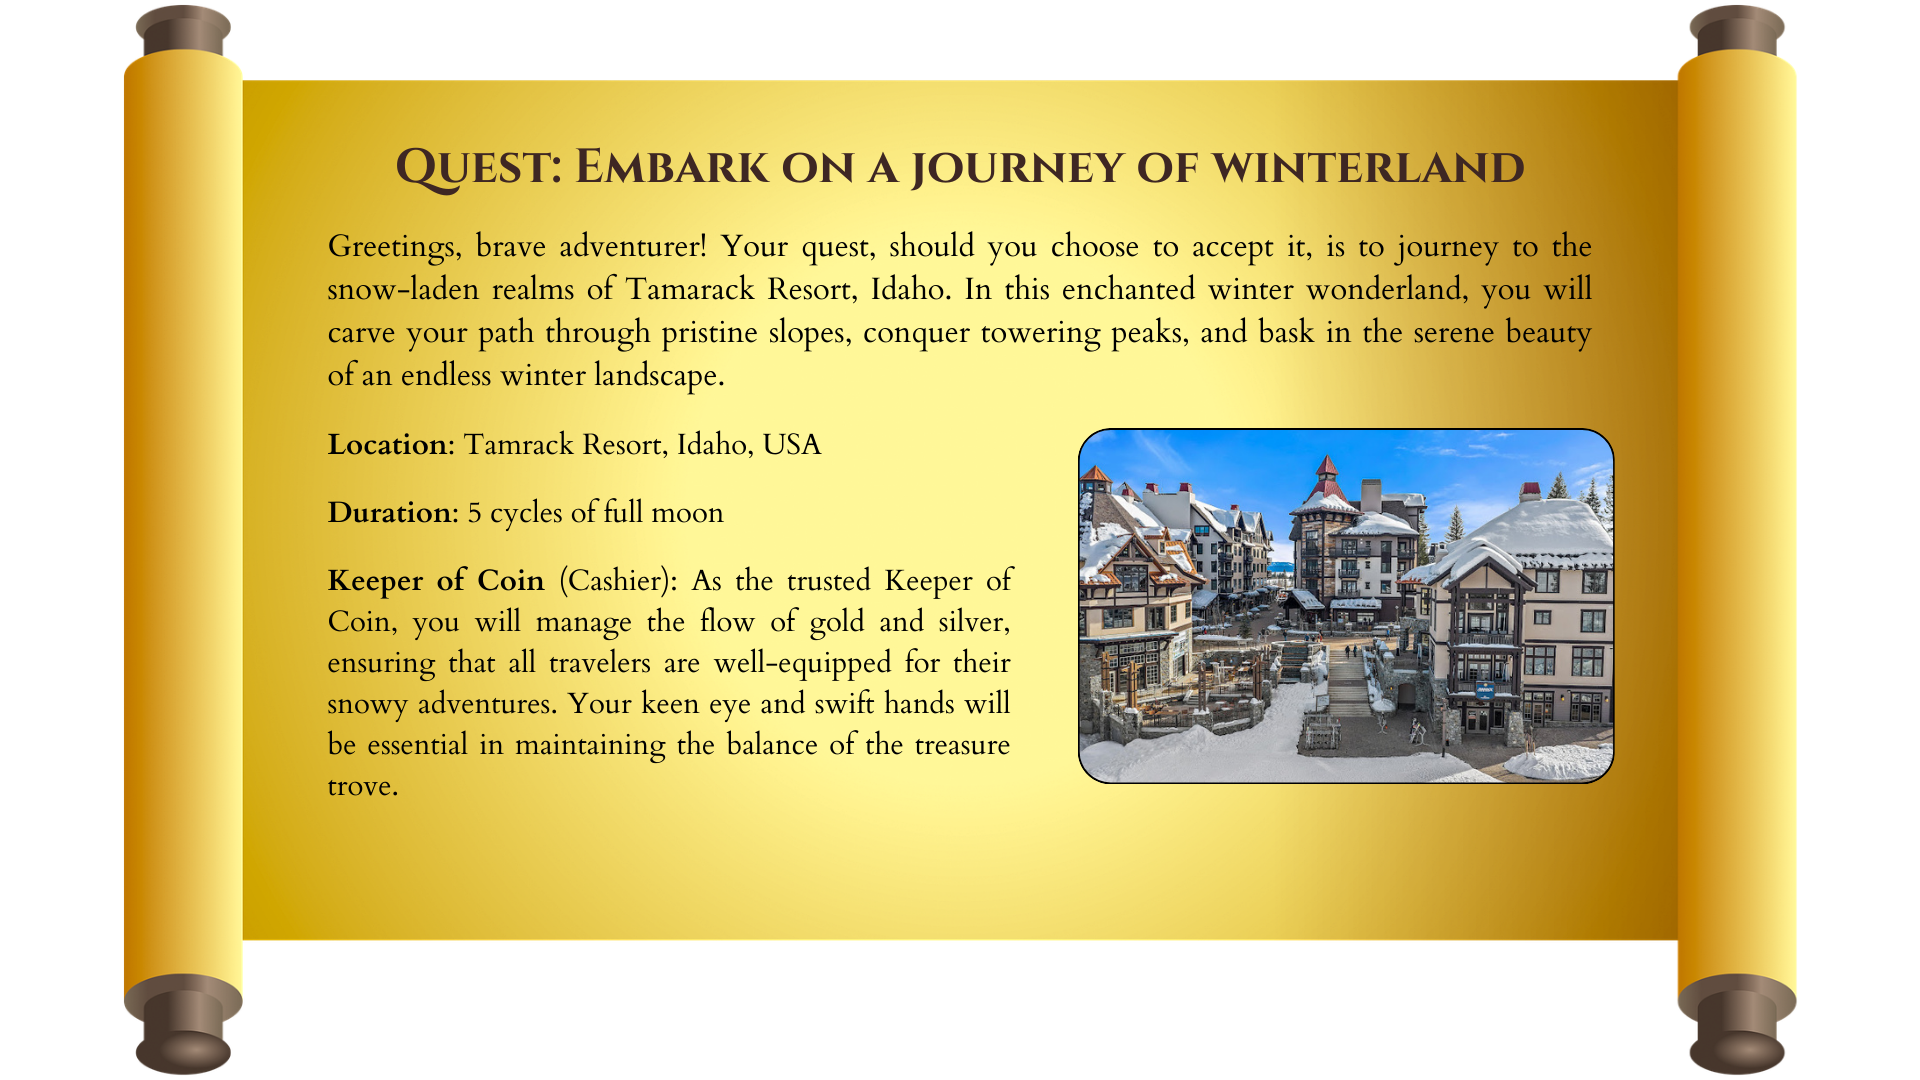 Quest: Embark on a journey of winterland
Greetings, brave adventurer! Your quest, should you choose to accept it, is to journey to the
snow-laden realms of Tamarack Resort, Idaho. In this enchanted winter wonderland, you will
carve your path through pristine slopes, conquer towering peaks, and bask in the serene beauty
of an endless winter landscape.
Location: Tamrack Resort, Idaho, USA
Duration: 5 cycles of full moon
Keeper of Coin (Cashier): As the trusted Keeper of
Coin, you will manage the flow of gold and silver,
ensuring that all travelers are well-equipped for their
snowy adventures. Your keen eye and swift hands will
be essential in maintaining the balance of the treasure
trove.